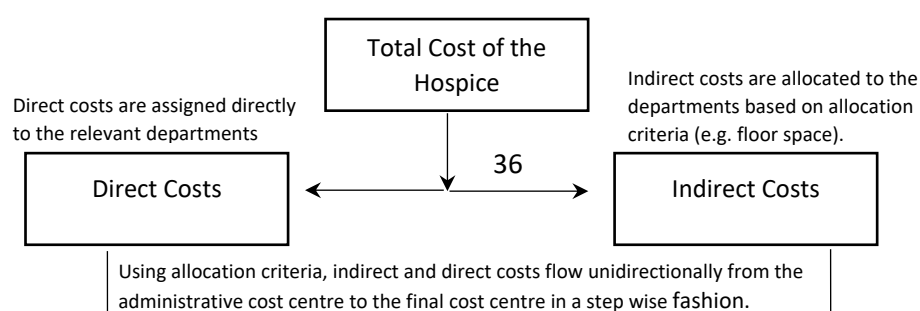 Total Cost of the
Hospice
Direct costs are assigned directly
to the relevant departments
Indirect costs are allocated to the
departments based on allocation
criteria (e.g. floor space).
36
Direct Costs
Indirect Costs
Using allocation criteria, indirect and direct costs flow unidirectionally from the
administrative cost centre to the final cost centre in a step wise fashion.